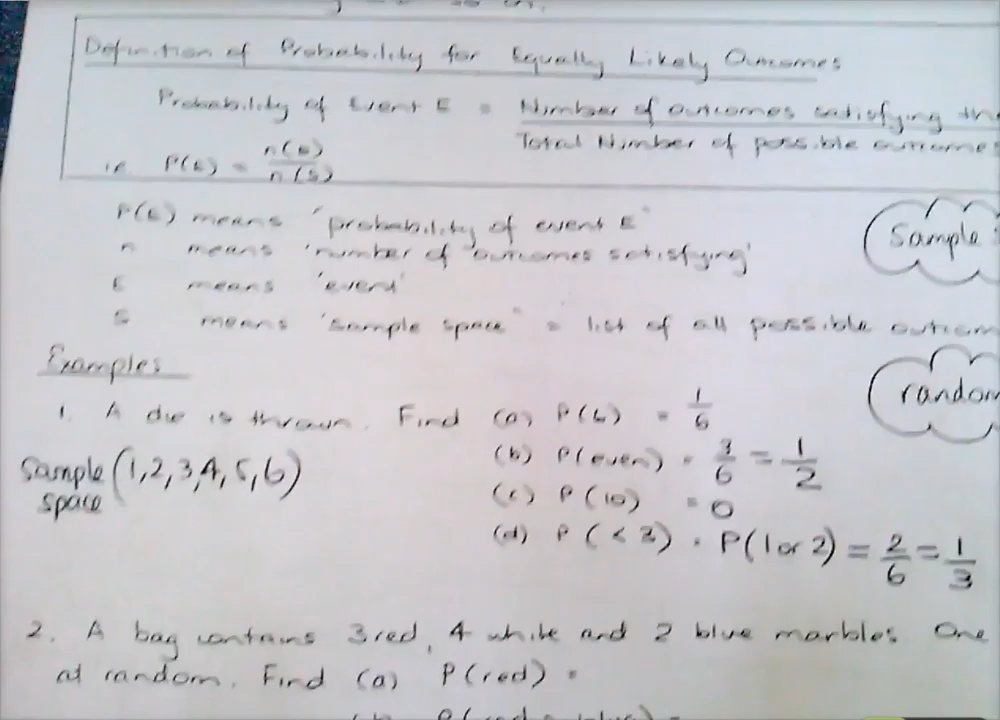 Definition of Probability for Equally Likely Outcomes
Probability of Event E = Number of outcomes satisfying the
Total Number of possible outcomes
i.e. P(E) = n(E)
n(S)
P(E) means "probability of event E"
n means 'number of outcomes satisfying'
E means 'event'
S means 'sample space" = list of all possible outcom
Sample
Examples
random
1. A die is thrown. Find (a) P(6) = 1/6
(b) P(even) = 3/6 = 1/2
Sample (1,2,3,4,5,6)
space
(c) P(10) = 0
(d) P(<3) = P(1 or 2) = 2/6 = 1/3
2. A bag contains 3 red, 4 white and 2 blue marbles. One
at random. Find (a) P(red) =